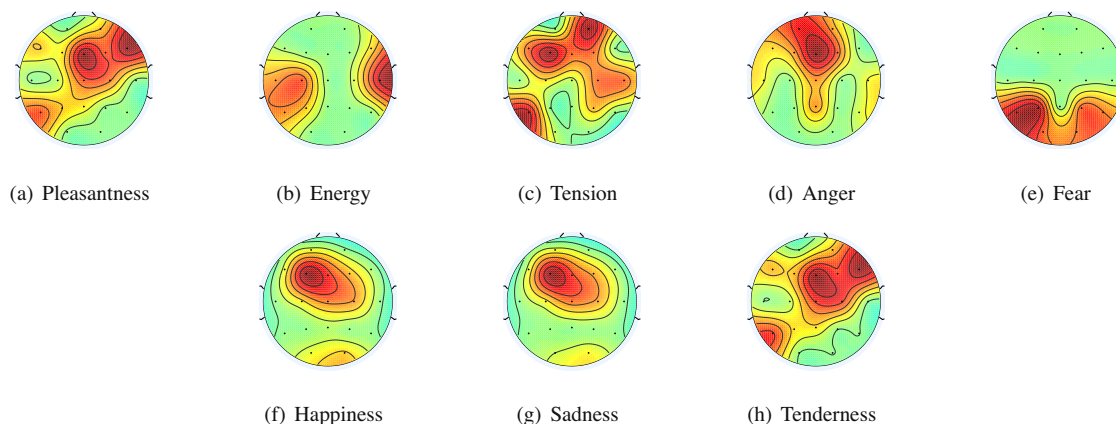 (a) Pleasantness (b) Energy (c) Tension (d) Anger (e) Fear
(f) Happiness (g) Sadness (h) Tenderness